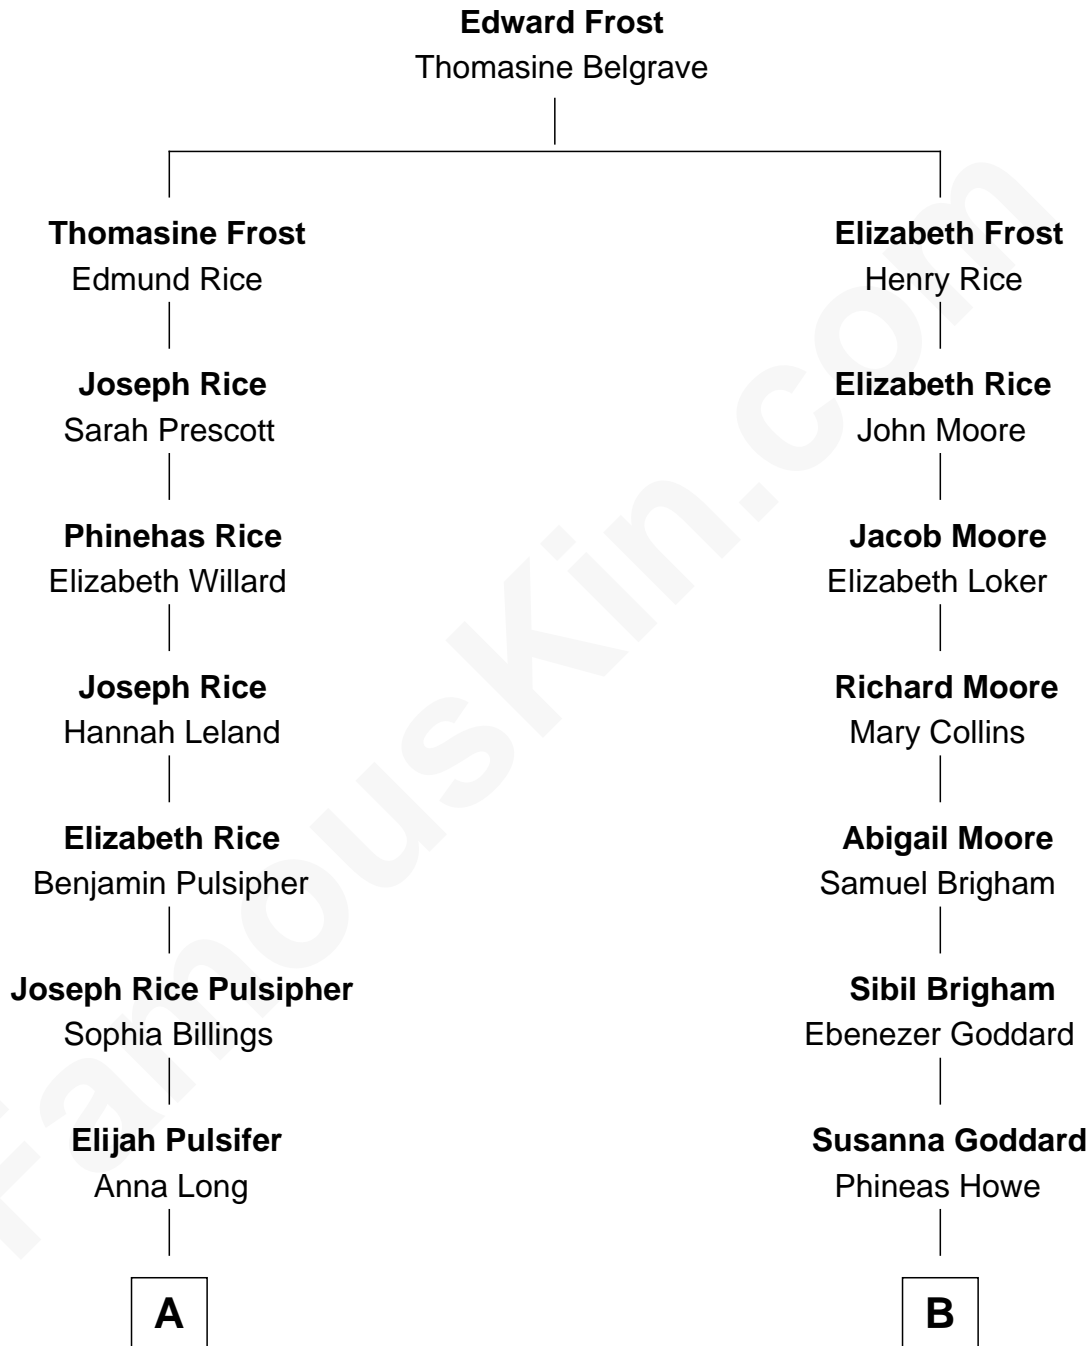 Edward Frost
Thomasine Belgrave
Thomasine Frost
Edmund Rice
Elizabeth Frost
Henry Rice
Joseph Rice
Sarah Prescott
Elizabeth Rice
John Moore
Phinehas Rice
Elizabeth Willard
Jacob Moore
Elizabeth Loker
Joseph Rice
Hannah Leland
Richard Moore
Mary Collins
Elizabeth Rice
Benjamin Pulsipher
Abigail Moore
Samuel Brigham
Joseph Rice Pulsipher
Sophia Billings
Sibil Brigham
Ebenezer Goddard
Elijah Pulsifer
Anna Long
Susanna Goddard
Phineas Howe
A
B
FamousKin.com